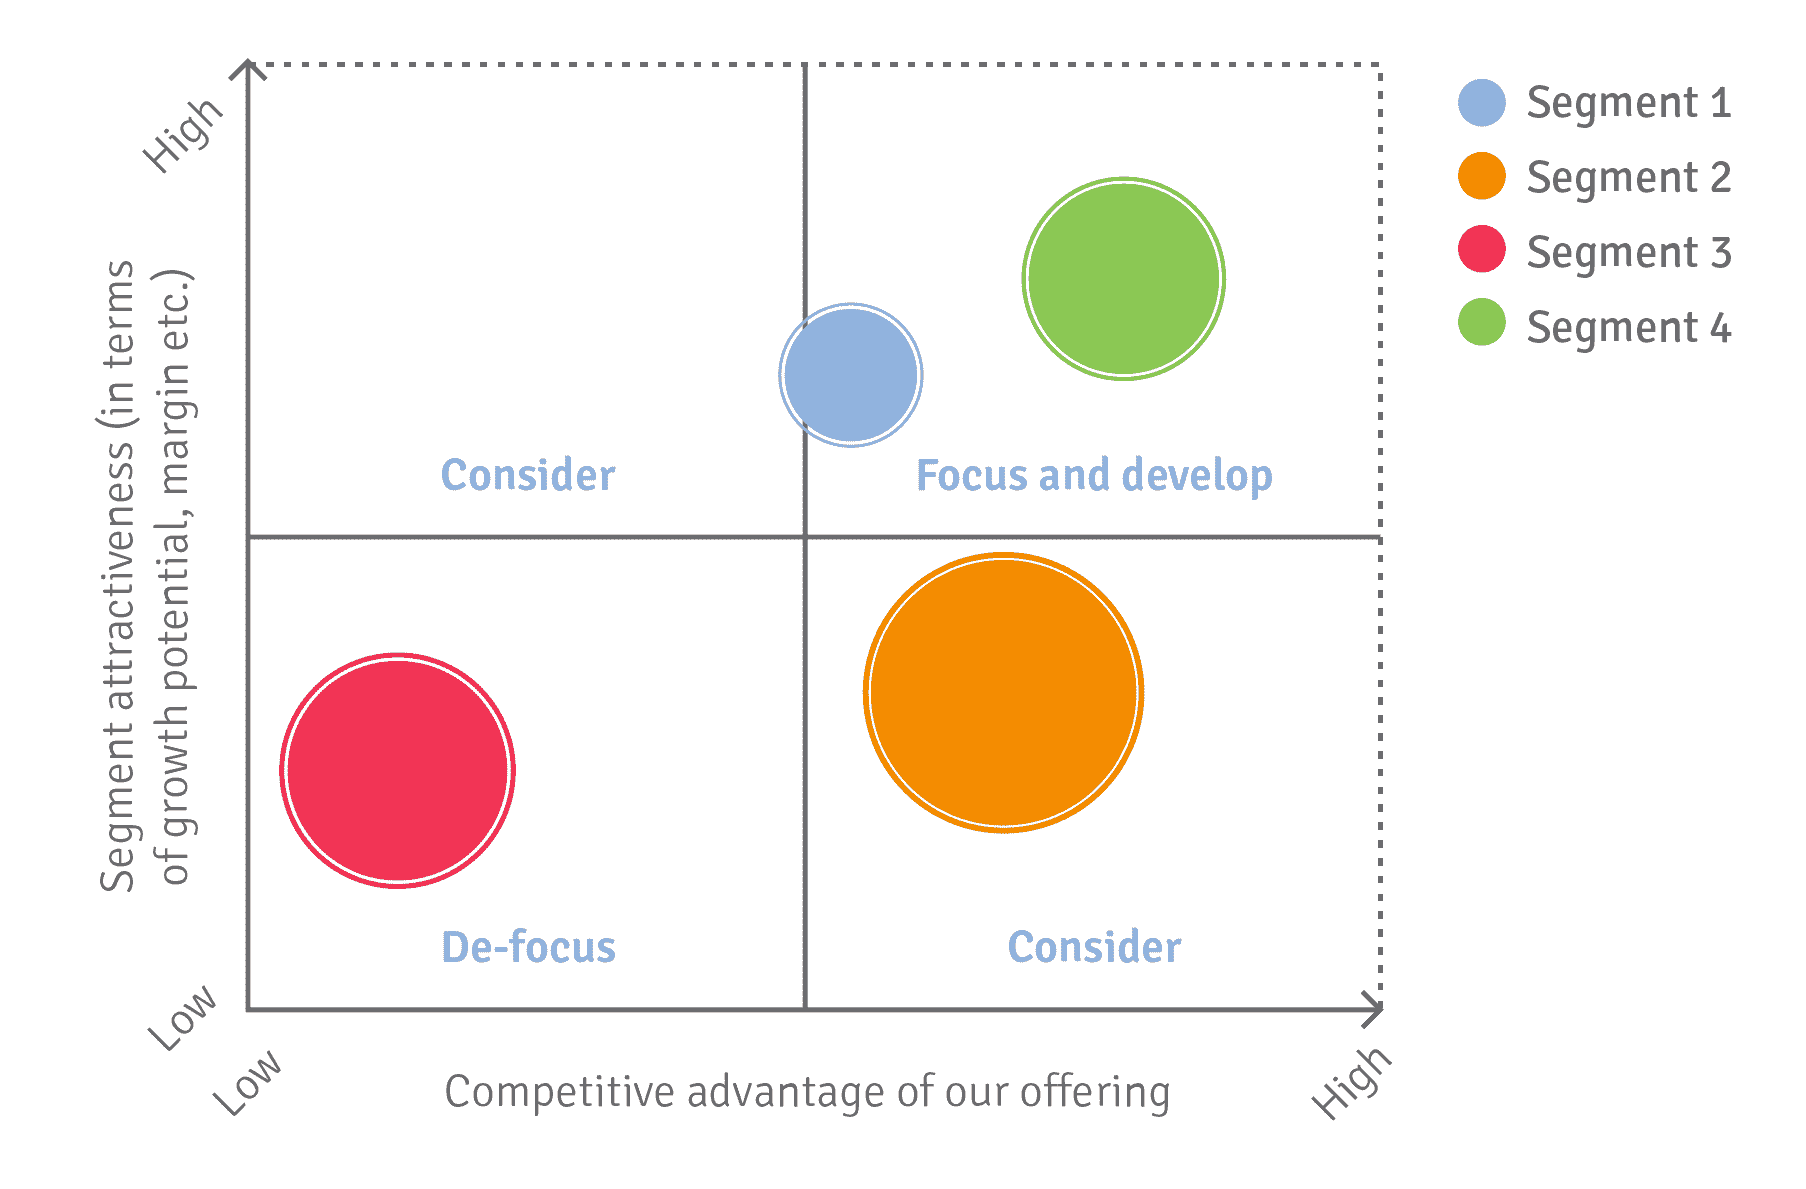 High
Segment attractiveness (in terms
of growth potential, margin etc.)
Low
Consider
Focus and develop
De-focus
Consider
Low
Competitive advantage of our offering
High
Segment 1
Segment 2
Segment 3
Segment 4